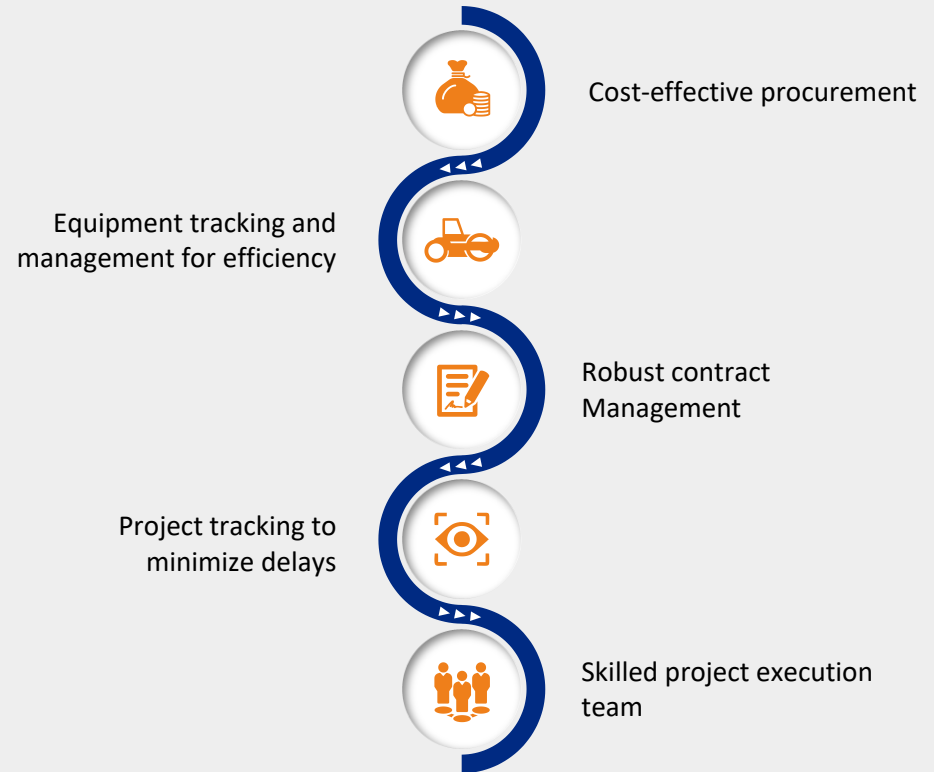 Cost-effective procurement
Equipment tracking and
management for efficiency
Robust contract
Management
Project tracking to
minimize delays
Skilled project execution
team